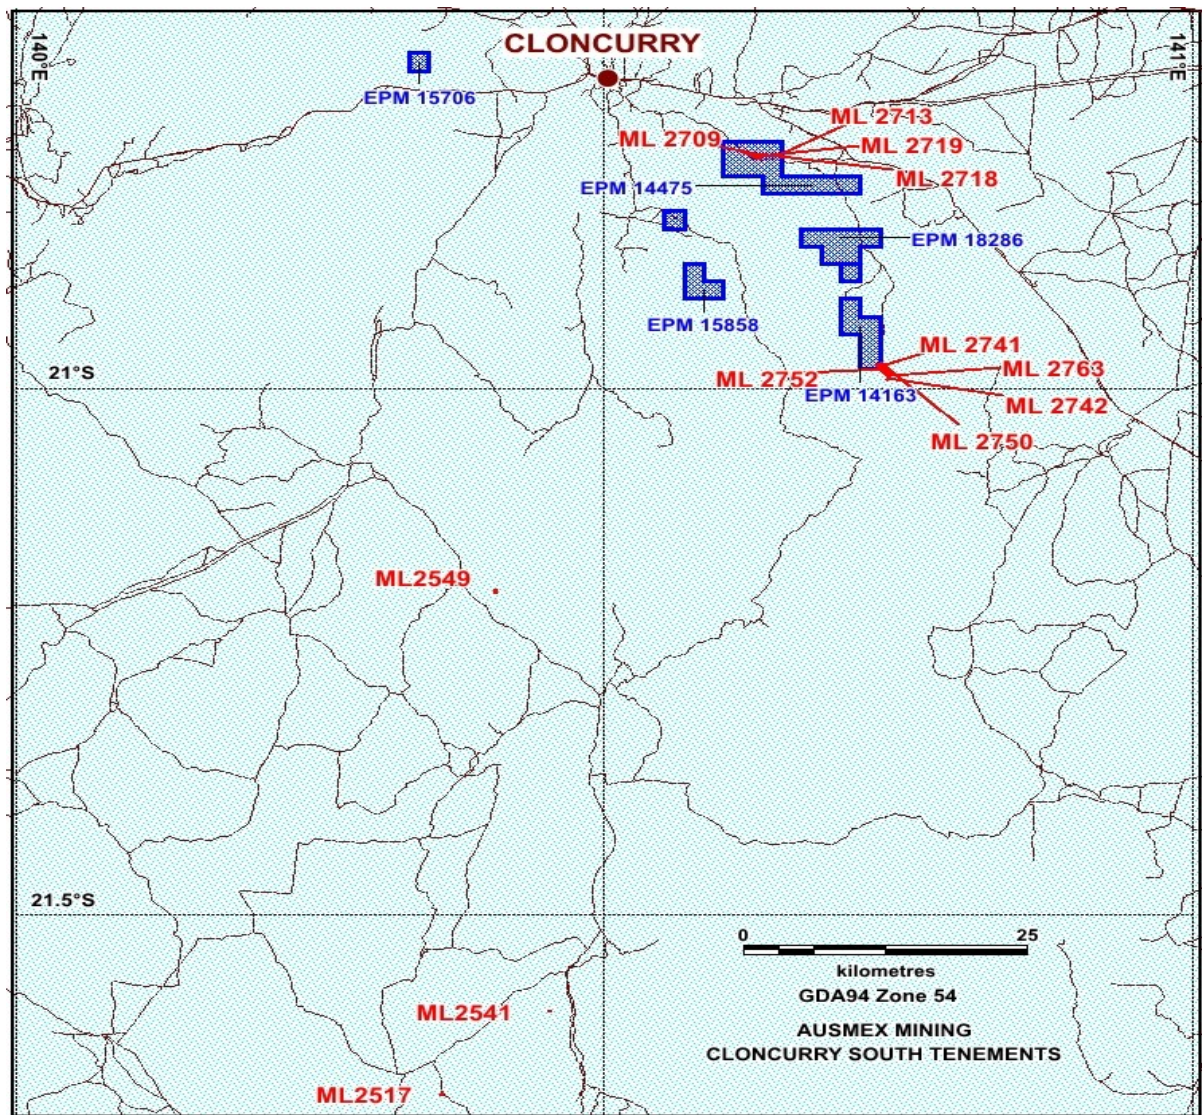 140°E
CLONCURRY
141°E
EPM 15706
ML 2713
ML 2709
ML 2719
ML 2718
EPM 14475
EPM 18286
EPM 15858
ML 2741
21°S
ML 2763
ML 2752
EPM 14163
ML 2742
ML 2750
ML2549
21.5°S
0 25
kilometres
GDA94 Zone 54
ML2541
AUSMEX MINING
CLONCURRY SOUTH TENEMENTS
ML2517